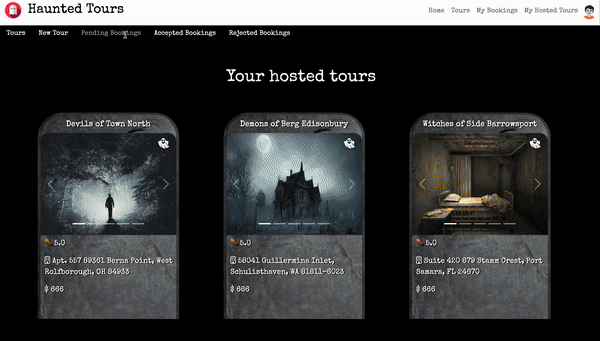 Haunted Tours
Home Tours My Bookings My Hosted Tours
Tours New Tour Pending Bookings Accepted Bookings Rejected Bookings
Your hosted tours
Devils of Town North
5.0
Apt. 557 89361 Berna Point, West
Rolfborough, OH 84933
$ 666
Demons of Berg Edisonbury
5.0
58041 Guillermina Inlet,
Schulisthaven, WA 81811-6023
$ 666
Witches of Side Barrowsport
5.0
Suite 420 679 Stamm Crest, Port
Samara, FL 24670
$ 666